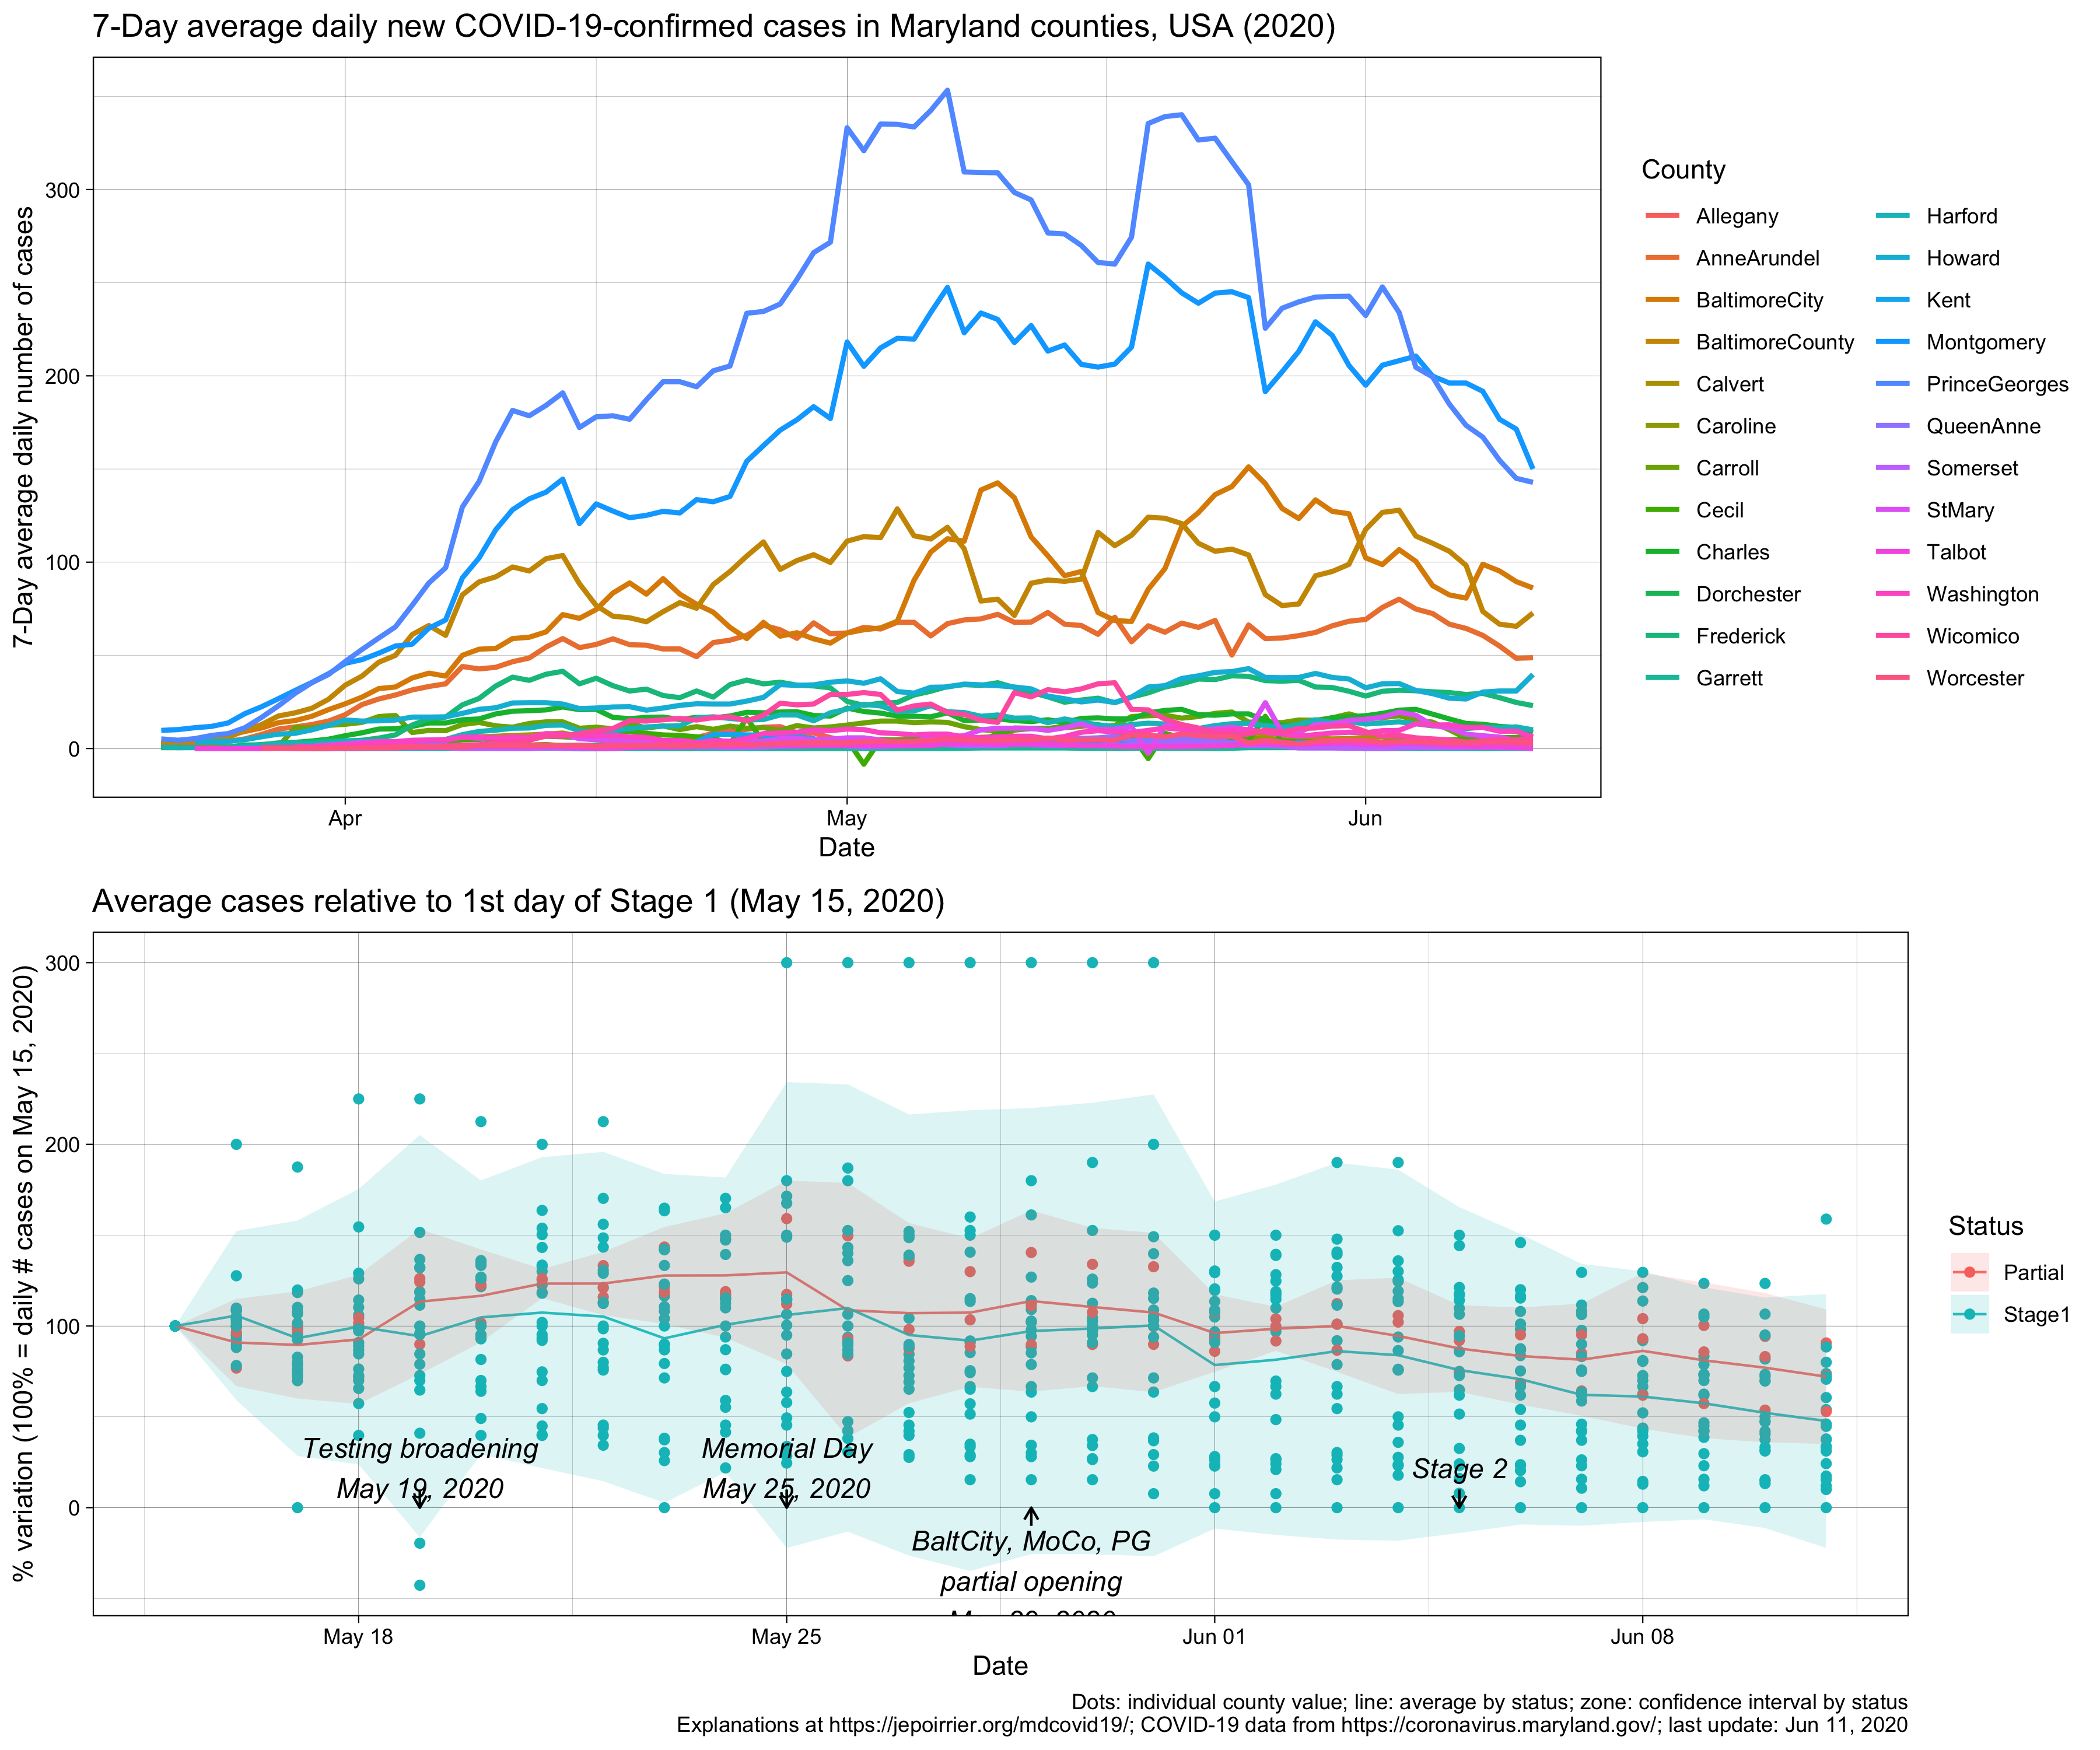 7-Day average daily new COVID-19-confirmed cases in Maryland counties, USA (2020)
7-Day average daily number of cases
300
200
100
0
Apr
May
Jun
Date
County
Allegany
AnneArundel
BaltimoreCity
BaltimoreCounty
Calvert
Caroline
Carroll
Cecil
Charles
Dorchester
Frederick
Garrett
Harford
Howard
Kent
Montgomery
PrinceGeorges
QueenAnne
Somerset
StMary
Talbot
Washington
Wicomico
Worcester
Average cases relative to 1st day of Stage 1 (May 15, 2020)
% variation (100% = daily # cases on May 15, 2020)
300
200
100
0
Testing broadening
May 19, 2020
Memorial Day
May 25, 2020
BaltCity, MoCo, PG
partial opening
Stage 2
May 18
May 25
Jun 01
Jun 08
Date
Status
Partial
Stage1
Dots: individual county value; line: average by status; zone: confidence interval by status
Explanations at https://jepoirrier.org/mdcovid19/; COVID-19 data from https://coronavirus.maryland.gov/; last update: Jun 11, 2020